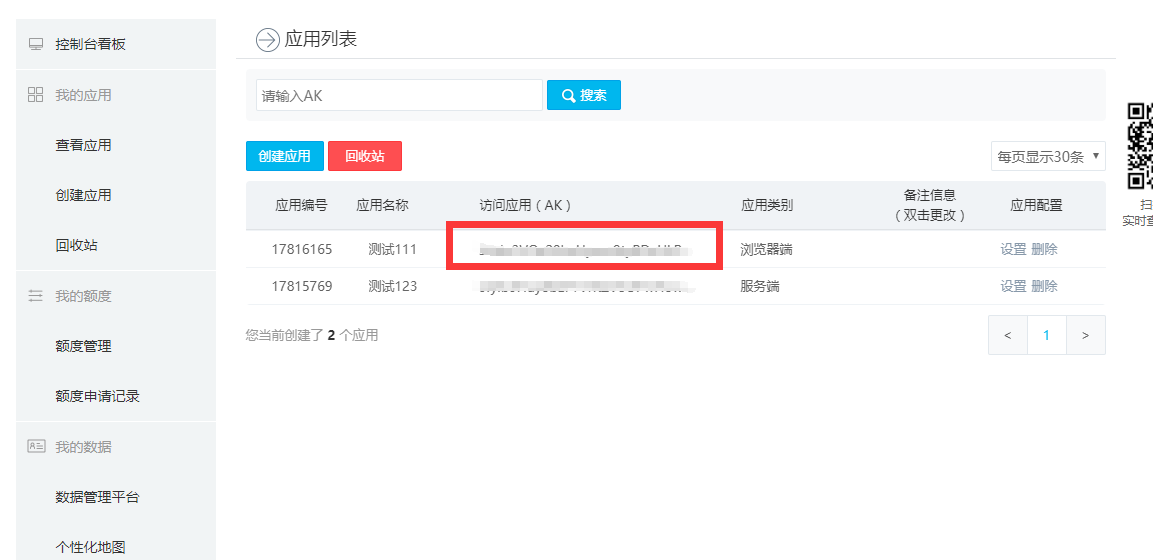 控制台看板
我的应用
查看应用
创建应用
回收站
我的额度
额度管理
额度申请记录
我的数据
数据管理平台
个性化地图
应用列表
请输入AK
搜索
创建应用
回收站
每页显示30条
应用编号 应用名称 访问应用（AK） 应用类别 备注信息
（双击更改） 应用配置
17816165 测试111 浏览器端 设置 删除
17815769 测试123 服务端 设置 删除
您当前创建了 2 个应用
< 1 >
扫
实时查